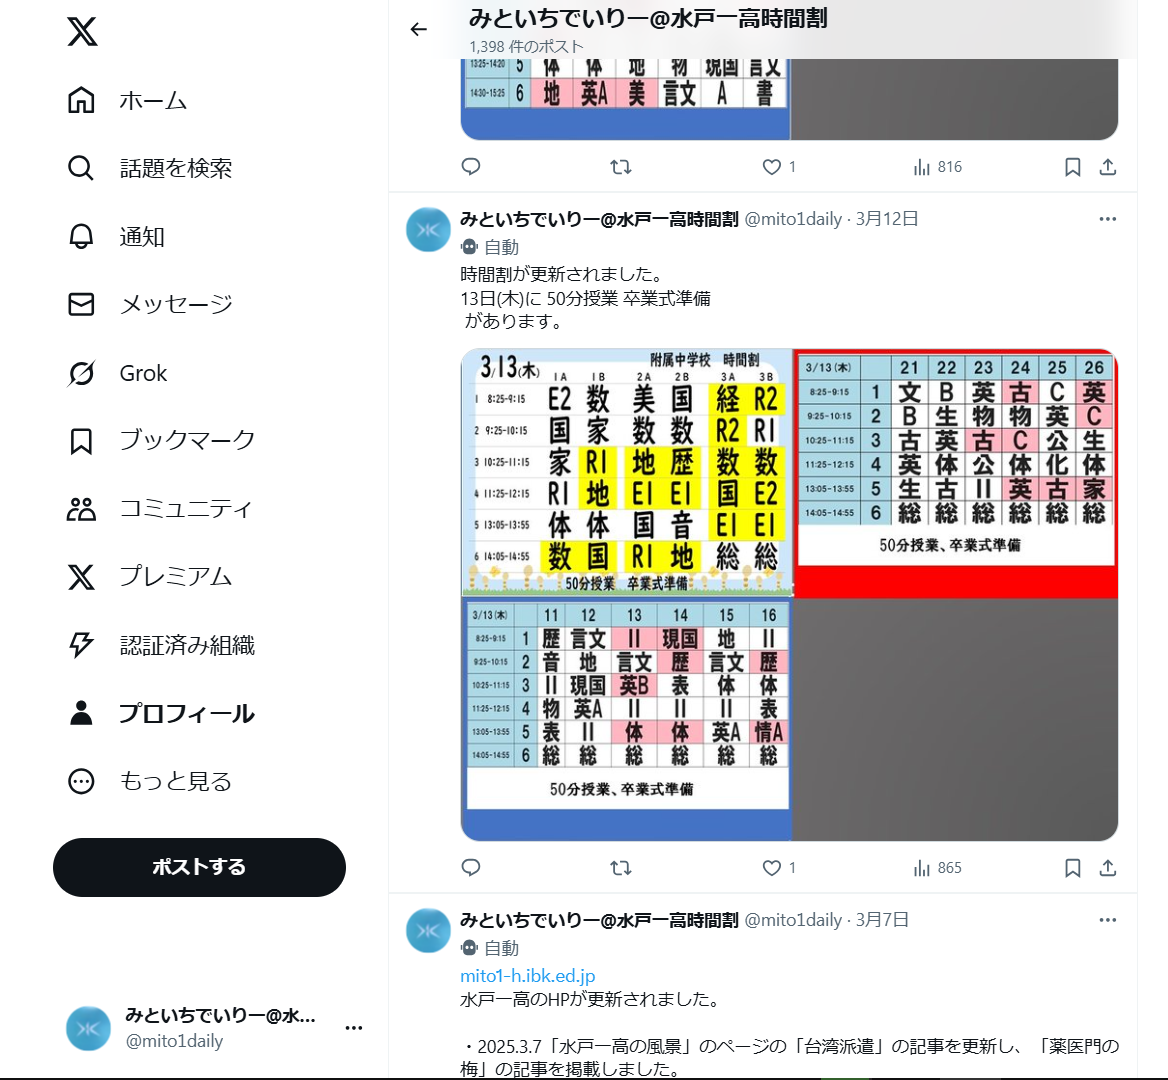 ホーム
話題を検索
通知
メッセージ
Grok
ブックマーク
コミュニティ
プレミアム
認証済み組織
プロフィール
もっと見る
ポストする
みといちでいりー@水...
@mito1daily
みといちでいりー@水戸一高時間割
1,398 件のポスト
13:25-14:20 5 体 体 地 物 現国 言文
14:30-15:25 6 地 英A 美 言文 A 書
1 816
みといちでいりー@水戸一高時間割 @mito1daily · 3月12日
自動
時間割が更新されました。
13日(木)に 50分授業 卒業式準備
があります。
3/13(木) 附属中学校 時間割
1A 1B 2A 2B 3A 3B
1 8:25-9:15 E2 数 美 国 経 R2
2 9:25-10:15 国 家 数 数 R2 R1
3 10:25-11:15 家 R1 地 歴 数 数
4 11:25-12:15 R1 地 E1 E1 国 E2
5 13:05-13:55 体 体 国 音 E1 E1
6 14:05-14:55 数 国 R1 地 総 総
50分授業 卒業式準備
3/13(木) 21 22 23 24 25 26
8:25-9:15 1 文 B 英 古 C 英
9:25-10:15 2 B 生 物 物 英 C
10:25-11:15 3 古 英 古 C 公 生
11:25-12:15 4 英 体 公 体 化 体
13:05-13:55 5 生 古 II 英 古 家
14:05-14:55 6 総 総 総 総 総 総
50分授業、卒業式準備
3/13(木) 11 12 13 14 15 16
8:25-9:15 1 歴 言文 II 現国 地 II
9:25-10:15 2 音 地 言文 歴 言文 歴
10:25-11:15 3 II 現国 英B 表 体 体
11:25-12:15 4 物 英A II II II 表
13:05-13:55 5 表 II 体 体 英A 情A
14:05-14:55 6 総 総 総 総 総 総
50分授業、卒業式準備
1 865
みといちでいりー@水戸一高時間割 @mito1daily · 3月7日
自動
mito1-h.ibk.ed.jp
水戸一高のHPが更新されました。
・2025.3.7「水戸一高の風景」のページの「台湾派遣」の記事を更新し、「薬医門の
梅」の記事を掲載しました。